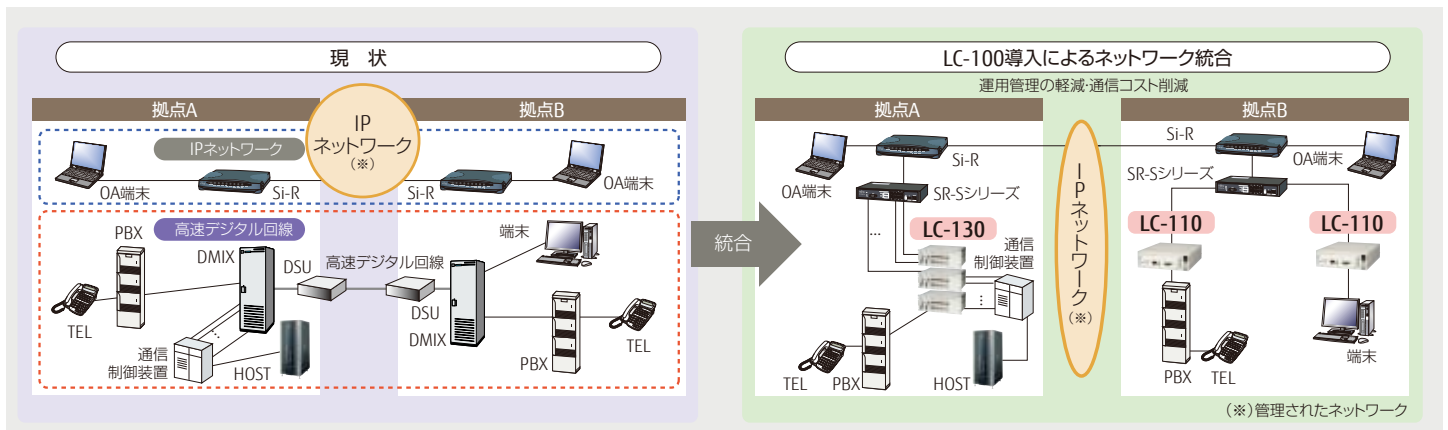 現　状
拠点A
拠点B
IP
ネットワーク
(※)
IPネットワーク
OA端末
Si-R
Si-R
OA端末
高速デジタル回線
PBX
DMIX
DSU
高速デジタル回線
端末
TEL
DSU
DMIX
通信
制御装置
HOST
PBX
TEL
統合
LC-100導入によるネットワーク統合
運用管理の軽減・通信コスト削減
拠点A
拠点B
OA端末
Si-R
SR-Sシリーズ
LC-130
…
通信
制御装置
…
TEL
PBX
HOST
IPネットワーク
(※)
Si-R
OA端末
SR-Sシリーズ
LC-110
LC-110
PBX
TEL
端末
(※)管理されたネットワーク